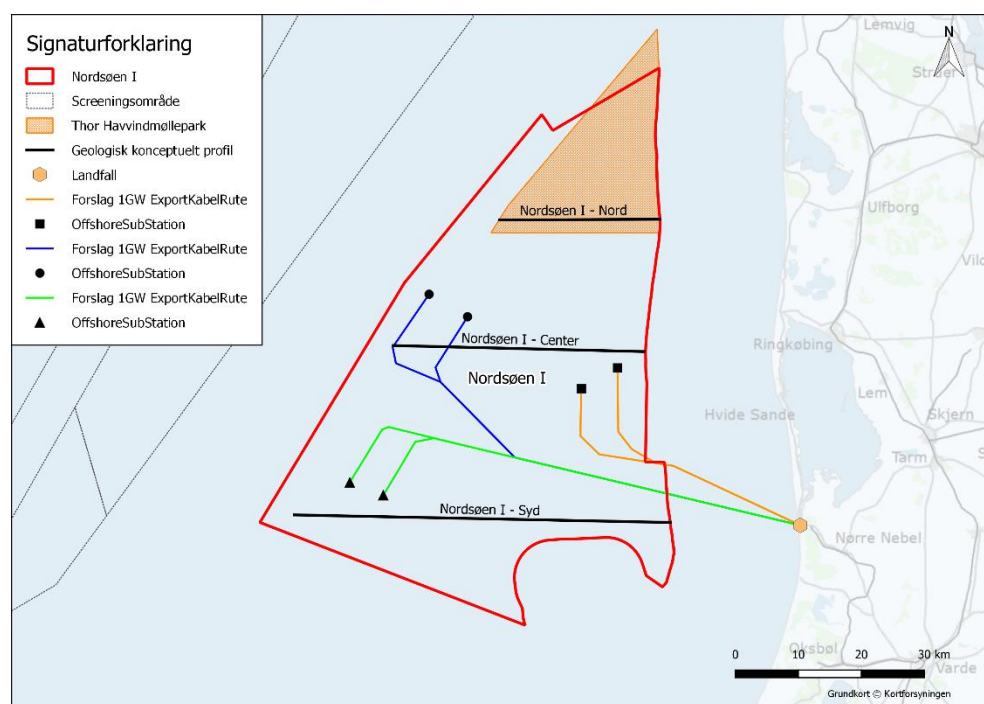 Signaturforklaring
Nordsøen I
Screeningsområde
Thor Havvindmøllepark
Geologisk konceptuelt profil
Landfall
Forslag 1GW ExportKabelRute
OffshoreSubStation
Forslag 1GW ExportKabelRute
OffshoreSubStation
Forslag 1GW ExportKabelRute
OffshoreSubStation
N
Lemvig
Struer
Nordsøen I - Nord
Ulfborg
Vild
Nordsøen I - Center
Ringkøbing
Nordsøen I
Lem
Hvide Sande
Skjern
Tarm
S
Nordsøen I - Syd
Nørre Nebel
Oksbøl
Varde
0 10 20 30 km
Grundkort © Kortforsyningen